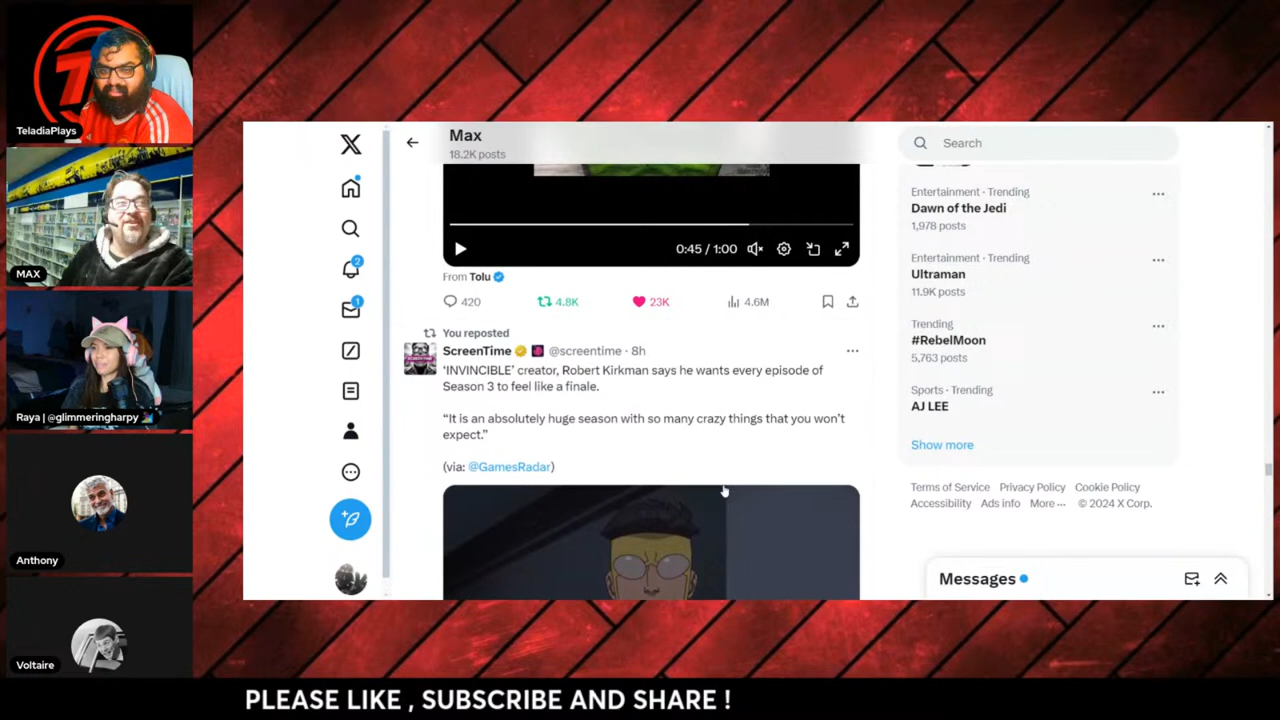 TeladiaPlays
MAX
Raya | @glimmeringharpy
Anthony
Voltaire
Max
18.2K posts
0:45 / 1:00
From Tolu
420
4.8K
23K
4.6M
You reposted
ScreenTime @screentime · 8h
‘INVINCIBLE’ creator, Robert Kirkman says he wants every episode of
Season 3 to feel like a finale.
“It is an absolutely huge season with so many crazy things that you won’t
expect.”
(via: @GamesRadar)
2
1
Search
Entertainment · Trending
Dawn of the Jedi
1,978 posts
Entertainment · Trending
Ultraman
11.9K posts
Trending
#RebelMoon
5,763 posts
Sports · Trending
AJ LEE
Show more
Terms of Service Privacy Policy Cookie Policy
Accessibility Ads info More ··· © 2024 X Corp.
Messages
PLEASE LIKE , SUBSCRIBE AND SHARE !